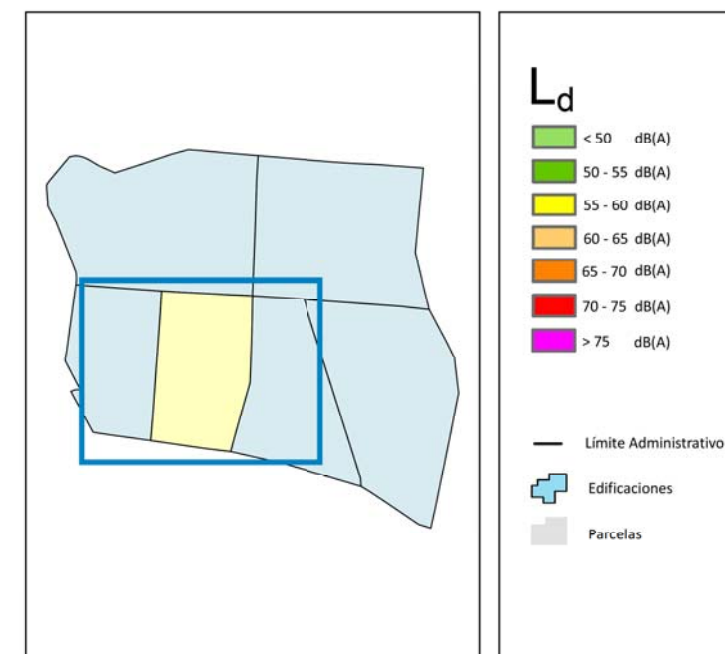 Ld
< 50 dB(A)
50 - 55 dB(A)
55 - 60 dB(A)
60 - 65 dB(A)
65 - 70 dB(A)
70 - 75 dB(A)
> 75 dB(A)
Límite Administrativo
Edificaciones
Parcelas